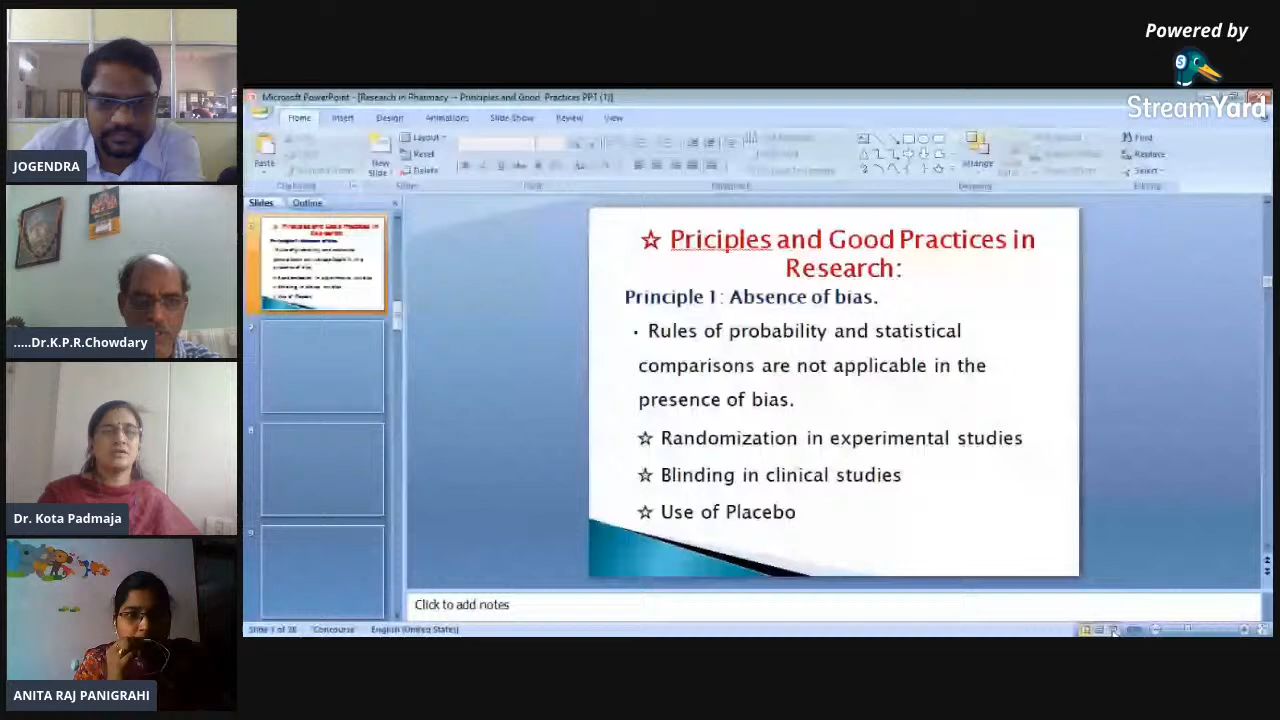 Powered by
StreamYard
JOGENDRA
.....Dr.K.P.R.Chowdary
Dr. Kota Padmaja
ANITA RAJ PANIGRAHI
Microsoft PowerPoint - [Research in Pharmacy – Principles and Good Practices PPT (1)]
Home Insert Design Animations Slide Show Review View
Paste
New Slide
Layout
Reset
Delete
Arrange
Find
Replace
Select
Clipboard
Slides
Paragraph
Drawing
Editing
Slides Outline
☆ Priciples and Good Practices in
Research:
Principle 1: Absence of bias.
· Rules of probability and statistical
comparisons are not applicable in the
presence of bias.
☆ Randomization in experimental studies
☆ Blinding in clinical studies
☆ Use of Placebo
Click to add notes
Concourse
English (United States)